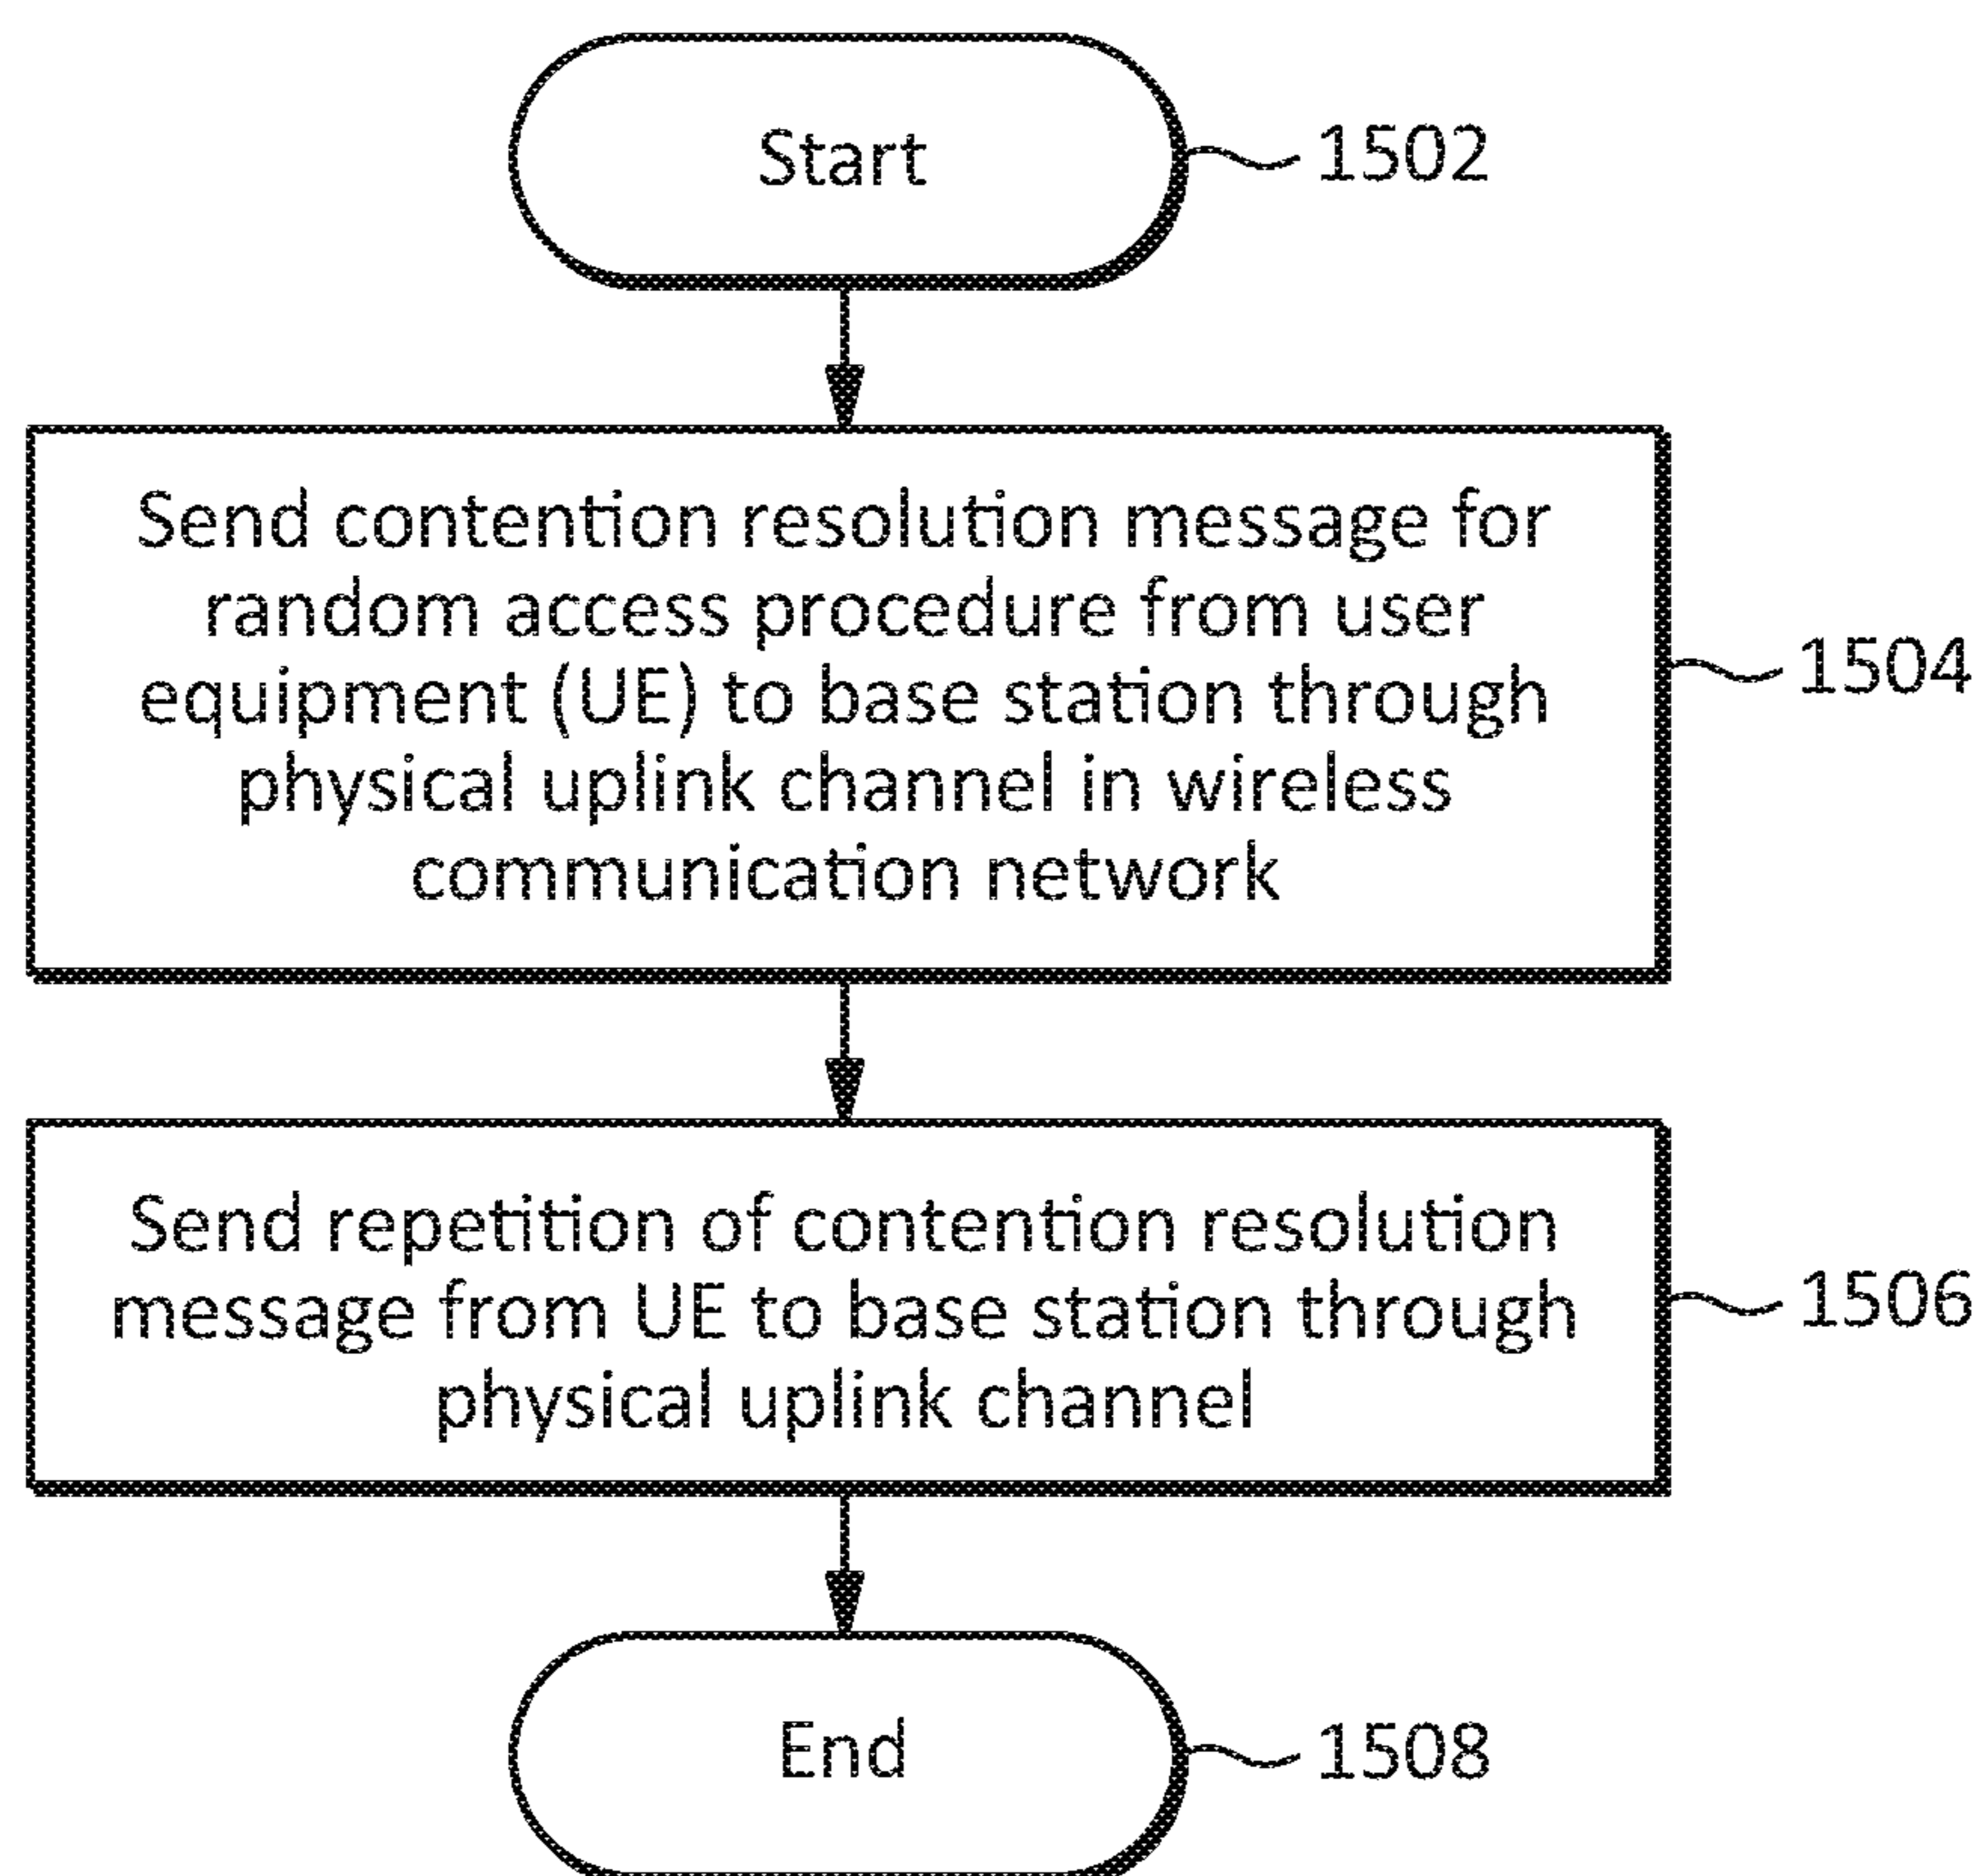 Start
1502
Send contention resolution message for
random access procedure from user
equipment (UE) to base station through
physical uplink channel in wireless
communication network
1504
Send repetition of contention resolution
message from UE to base station through
physical uplink channel
1506
End
1508